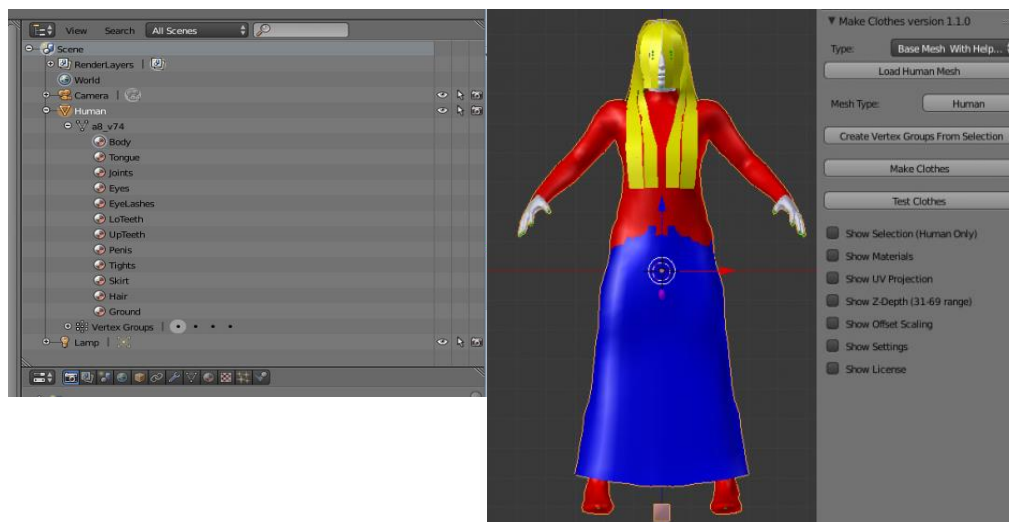 View Search All Scenes
Scene
RenderLayers
World
Camera
Human
a8_v74
Body
Tongue
Joints
Eyes
EyeLashes
LoTeeth
UpTeeth
Penis
Tights
Skirt
Hair
Ground
Vertex Groups
Lamp
Make Clothes version 1.1.0
Type: Base Mesh With Help...
Load Human Mesh
Mesh Type: Human
Create Vertex Groups From Selection
Make Clothes
Test Clothes
Show Selection (Human Only)
Show Materials
Show UV Projection
Show Z-Depth (31-69 range)
Show Offset Scaling
Show Settings
Show License